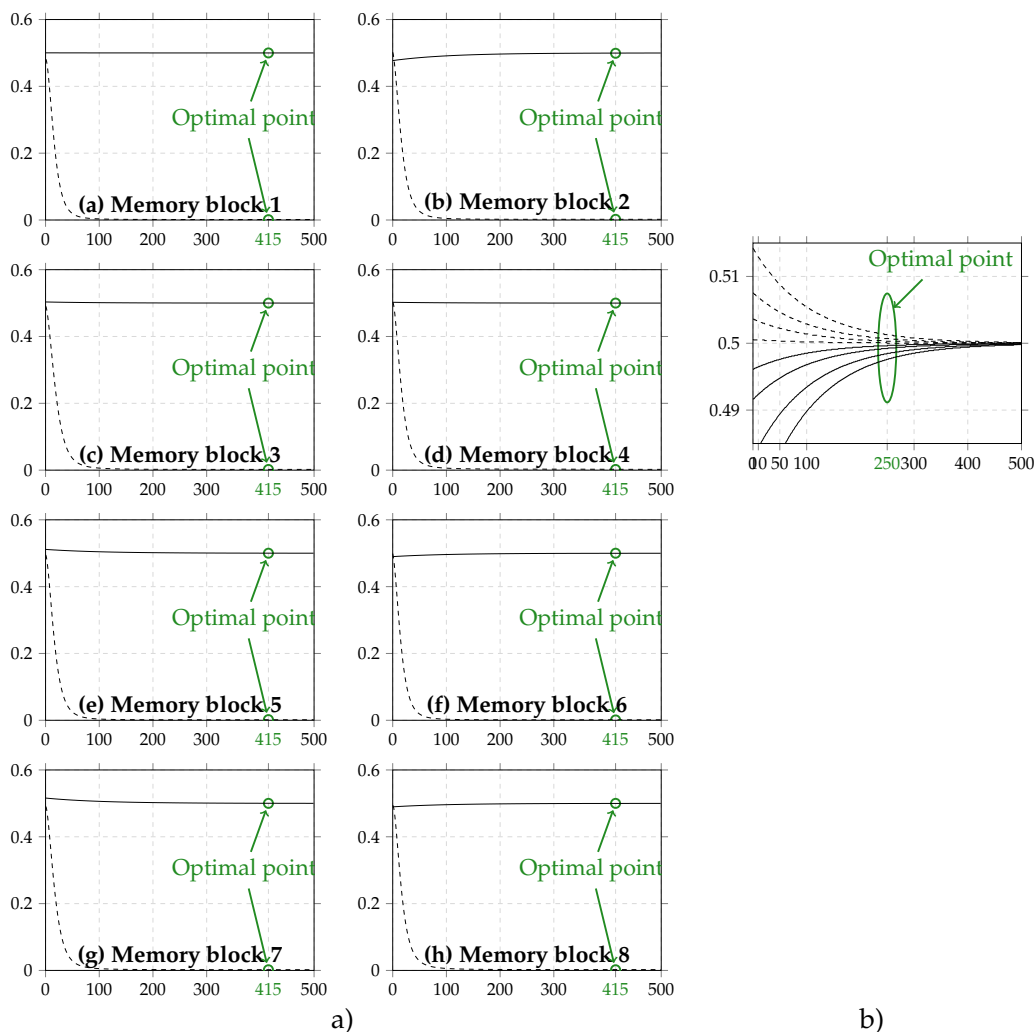 0.6
0.4
0.2
0
Optimal point
(a) Memory block 1
0 100 200 300 415 500
0.6
0.4
0.2
0
Optimal point
(b) Memory block 2
0 100 200 300 415 500
0.6
0.4
0.2
0
Optimal point
(c) Memory block 3
0 100 200 300 415 500
0.6
0.4
0.2
0
Optimal point
(d) Memory block 4
0 100 200 300 415 500
0.6
0.4
0.2
0
Optimal point
(e) Memory block 5
0 100 200 300 415 500
0.6
0.4
0.2
0
Optimal point
(f) Memory block 6
0 100 200 300 415 500
0.6
0.4
0.2
0
Optimal point
(g) Memory block 7
0 100 200 300 415 500
0.6
0.4
0.2
0
Optimal point
(h) Memory block 8
0 100 200 300 415 500
a)
Optimal point
0.51
0.5
0.49
0 10 50 100 250 300 400 500
b)